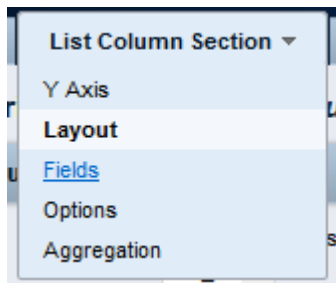 List Column Section
Y Axis
Layout
Fields
Options
Aggregation